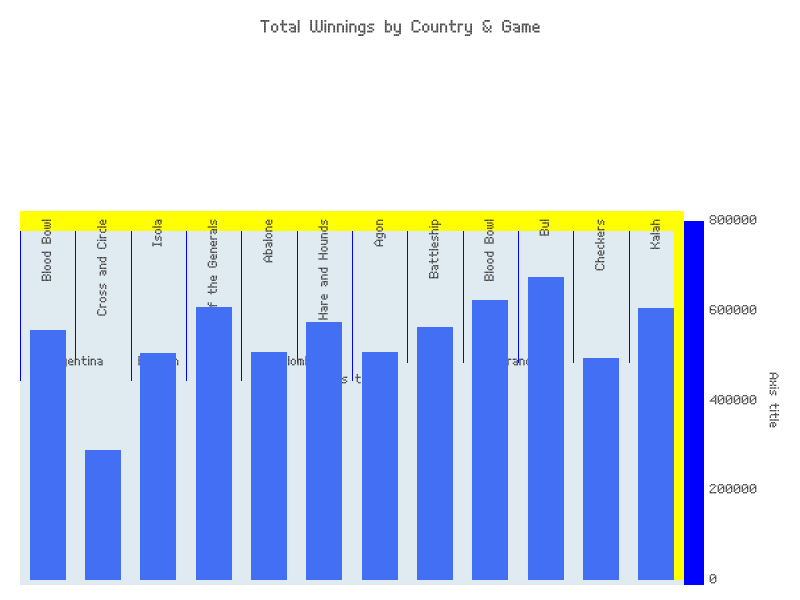 Total Winnings by Country & Game
800000
600000
400000
200000
0
Axis title
Blood Bowl
Cross and Circle
Isola
the Generals
Abalone
Hare and Hounds
Agon
Battleship
Blood Bowl
Bul
Checkers
Kalah